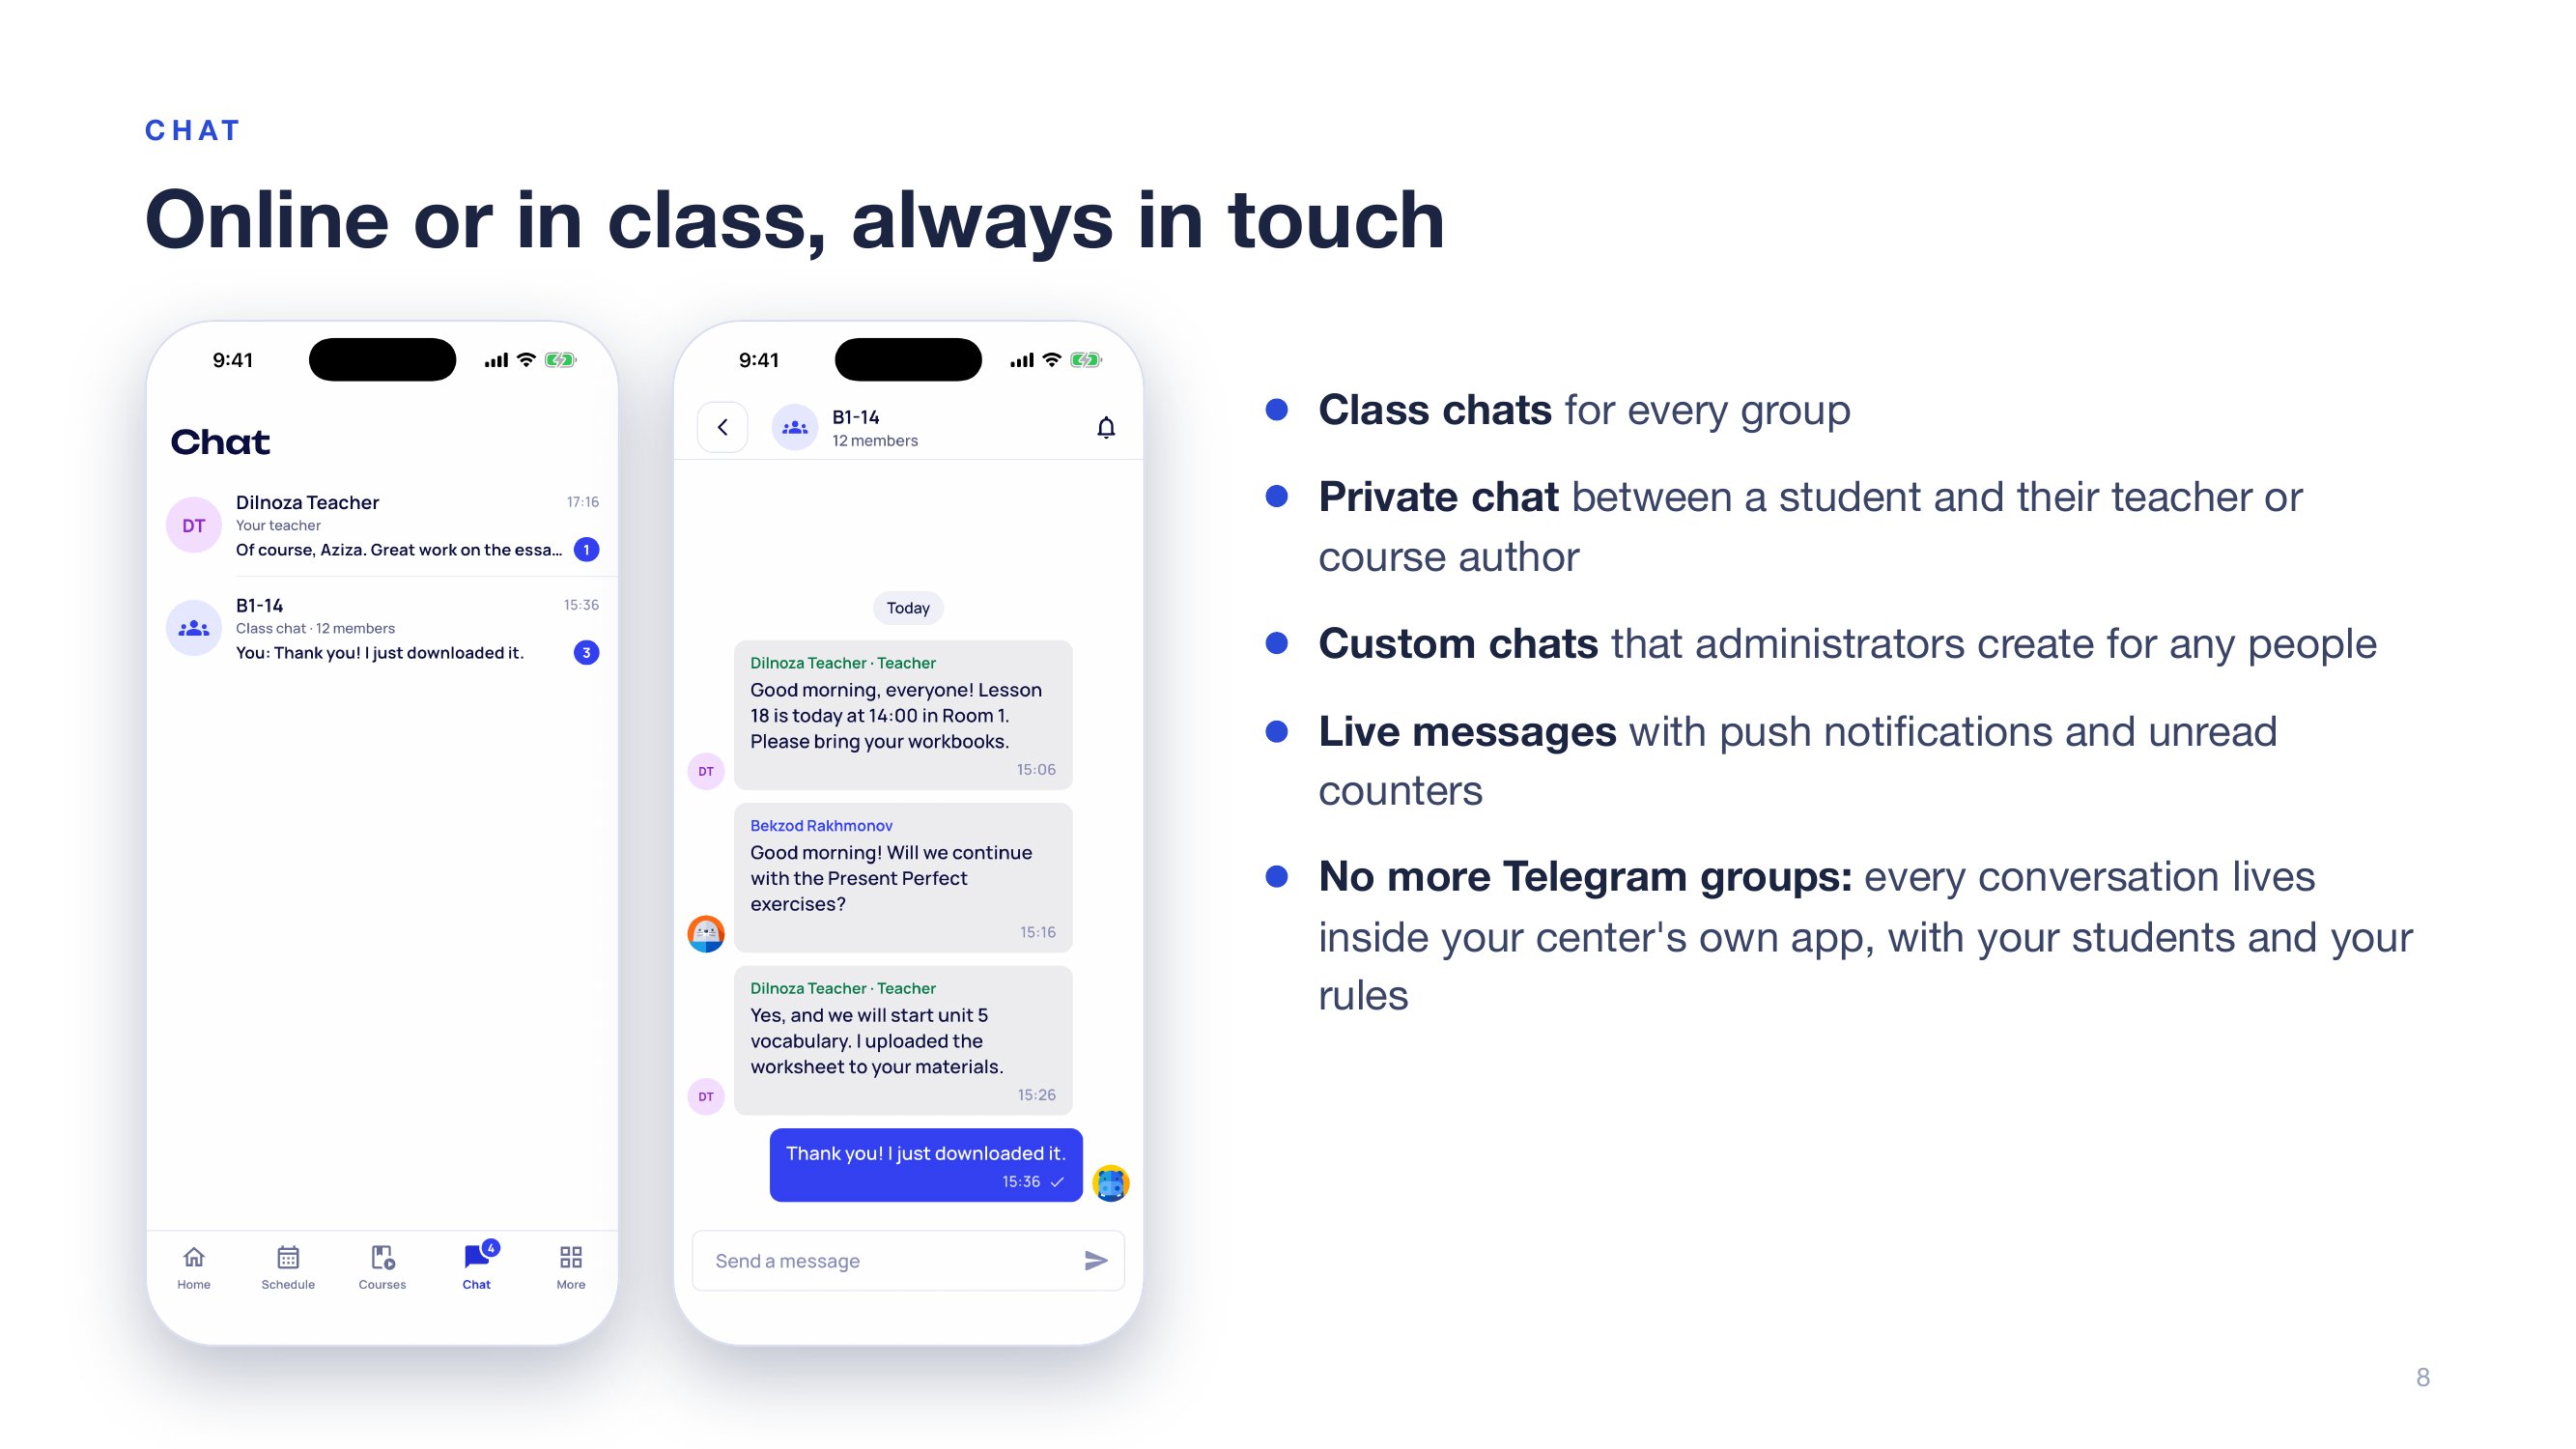 CHAT
Online or in class, always in touch
9:41
Chat
DT
Dilnoza Teacher
17:16
Your teacher
Of course, Aziza. Great work on the essa...
1
B1-14
15:36
Class chat · 12 members
You: Thank you! I just downloaded it.
3
Home
Schedule
Courses
4
Chat
More
9:41
B1-14
12 members
Today
Dilnoza Teacher · Teacher
Good morning, everyone! Lesson
18 is today at 14:00 in Room 1.
Please bring your workbooks.
15:06
DT
Bekzod Rakhmonov
Good morning! Will we continue
with the Present Perfect
exercises?
15:16
Dilnoza Teacher · Teacher
Yes, and we will start unit 5
vocabulary. I uploaded the
worksheet to your materials.
15:26
DT
Thank you! I just downloaded it.
15:36
Send a message
Class chats for every group
Private chat between a student and their teacher or
course author
Custom chats that administrators create for any people
Live messages with push notifications and unread
counters
No more Telegram groups: every conversation lives
inside your center's own app, with your students and your
rules
8